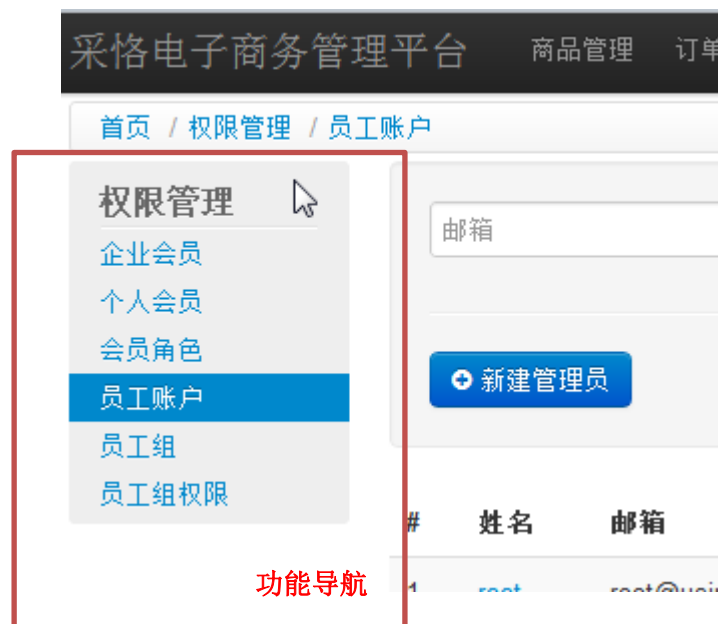 采恪电子商务管理平台 商品管理 订单
首页 / 权限管理 / 员工账户
权限管理
企业会员
个人会员
会员角色
员工账户
员工组
员工组权限
功能导航
邮箱
新建管理员
# 姓名 邮箱